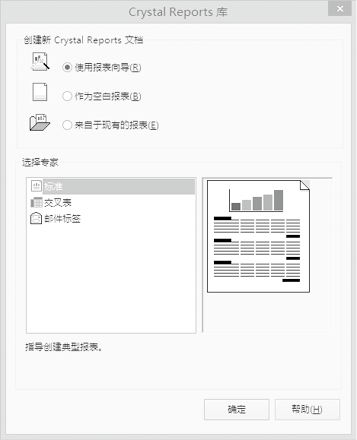 Crystal Reports 库
创建新 Crystal Reports 文档
使用报表向导(R)
作为空白报表(B)
来自于现有的报表(E)
选择专家
标准
交叉表
邮件标签
指导创建典型报表。
确定
帮助(H)